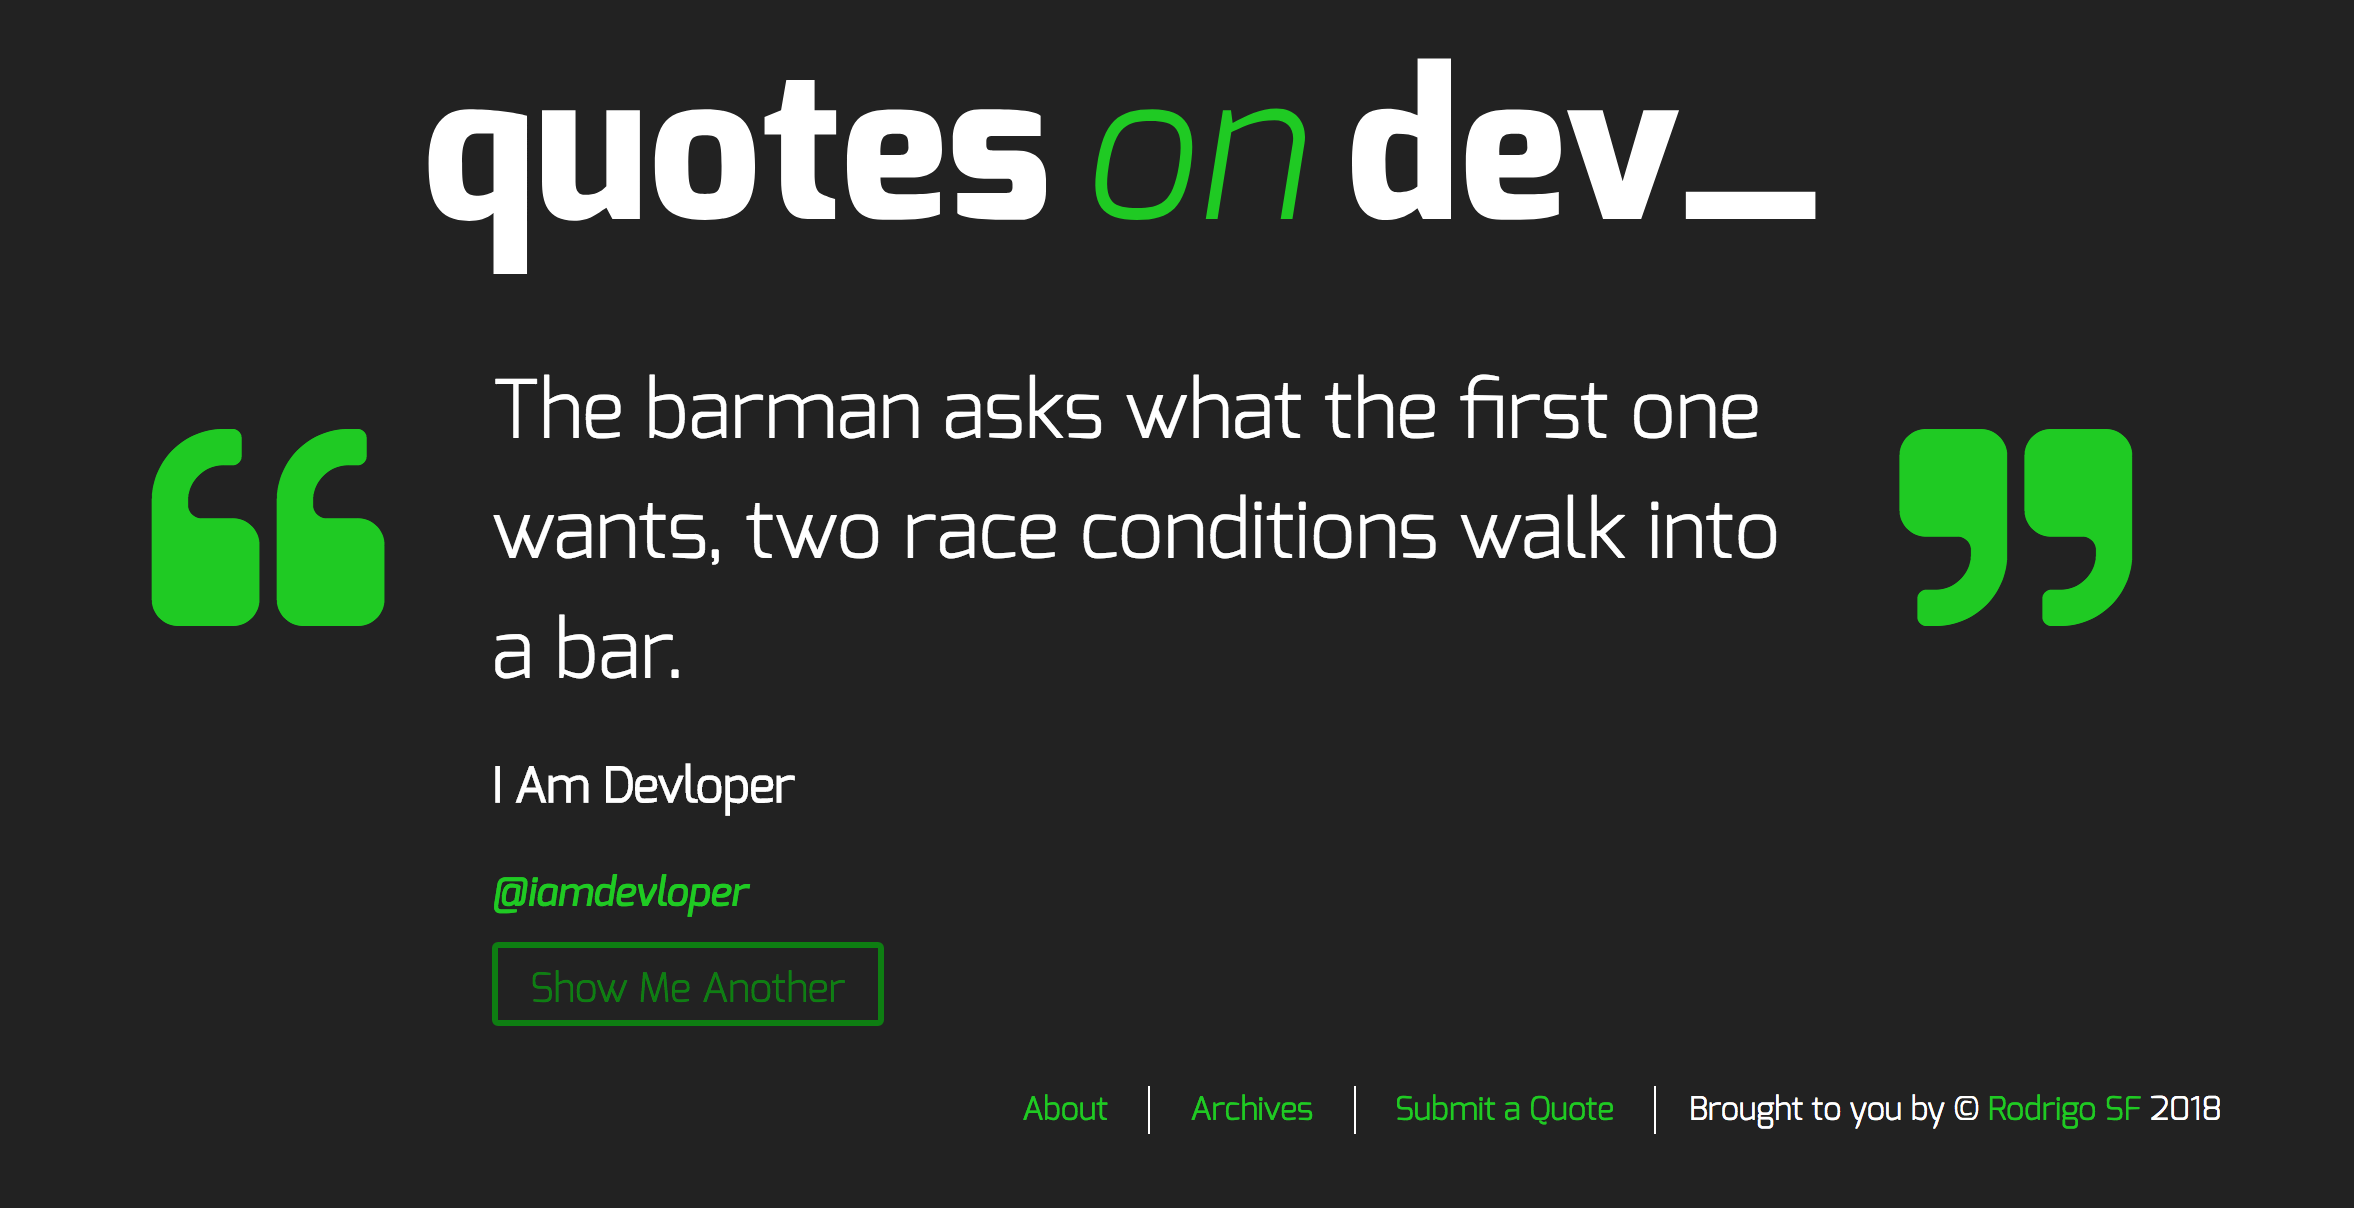 quotes on dev_
The barman asks what the first one
wants, two race conditions walk into
a bar.
I Am Devloper
@iamdevloper
Show Me Another
About | Archives | Submit a Quote | Brought to you by © Rodrigo SF 2018